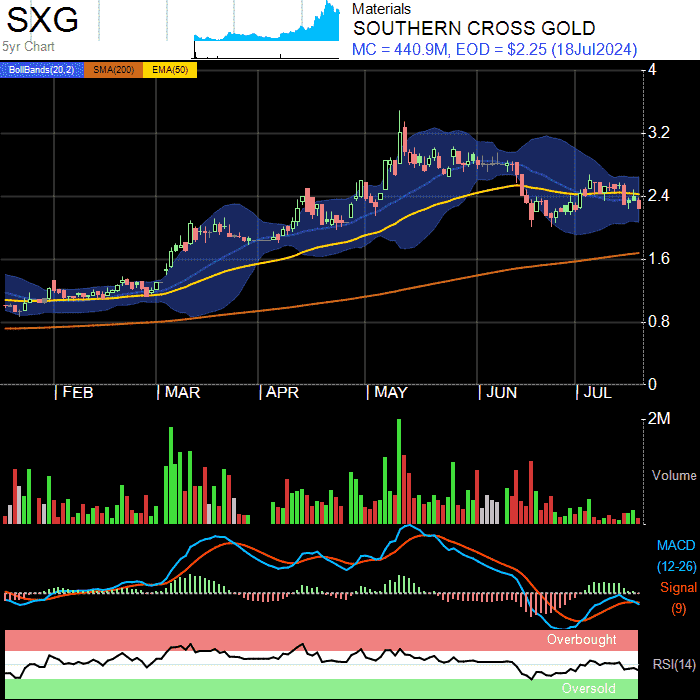 SXG
5yr Chart
Materials
SOUTHERN CROSS GOLD
MC = 440.9M, EOD = $2.25 (18Jul2024)
BollBands(20,2) SMA(200) EMA(50)
4
3.2
2.4
1.6
0.8
0
FEB MAR APR MAY JUN JUL
2M
Volume
MACD
(12-26)
Signal
(9)
Overbought
RSI(14)
Oversold